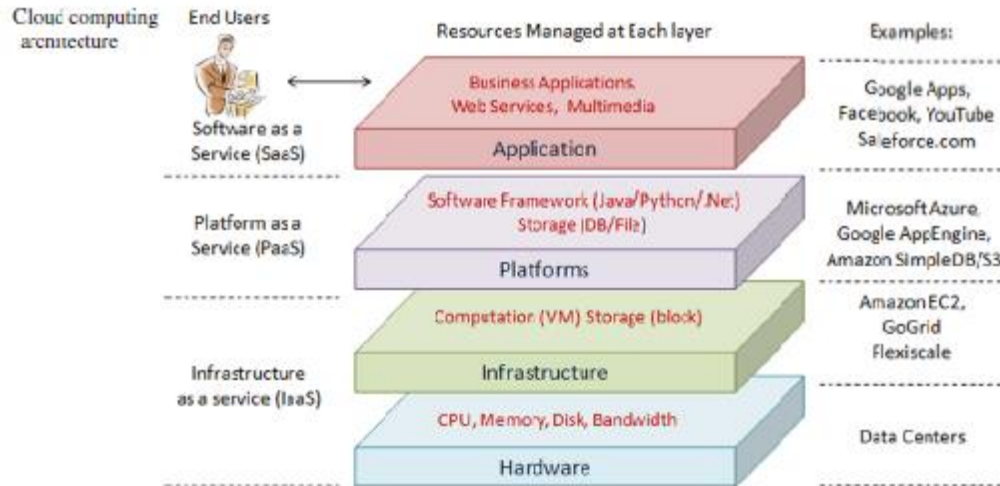 Cloud computing
architecture
End Users
Resources Managed at Each layer
Examples:
Business Applications,
Web Services, Multimedia
Application
Software as a
Service (SaaS)
Google Apps,
Facebook, YouTube
Saleforce.com
Software Framework (Java/Python/.Net)
Storage (DB/File)
Platforms
Platform as a
Service (PaaS)
Microsoft Azure,
Google AppEngine,
Amazon SimpleDB/S3
Computation (VM) Storage (block)
Infrastructure
Amazon EC2,
GoGrid
Flexiscale
Infrastructure
as a service (IaaS)
CPU, Memory, Disk, Bandwidth
Hardware
Data Centers